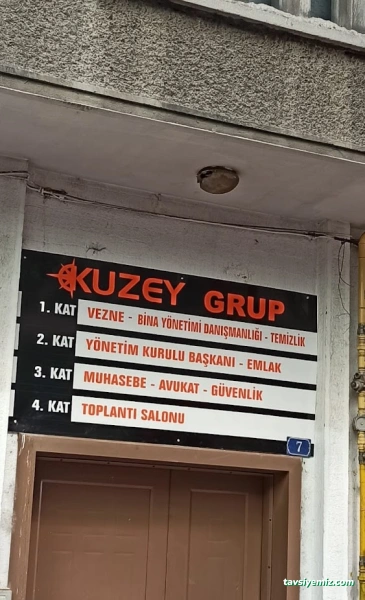 KUZEY GRUP
1. KAT VEZNE - BİNA YÖNETİMİ DANIŞMANLIĞI - TEMİZLİK
2. KAT YÖNETİM KURULU BAŞKANI - EMLAK
3. KAT MUHASEBE - AVUKAT - GÜVENLİK
4. KAT TOPLANTI SALONU
7
tavsiyemiz.com